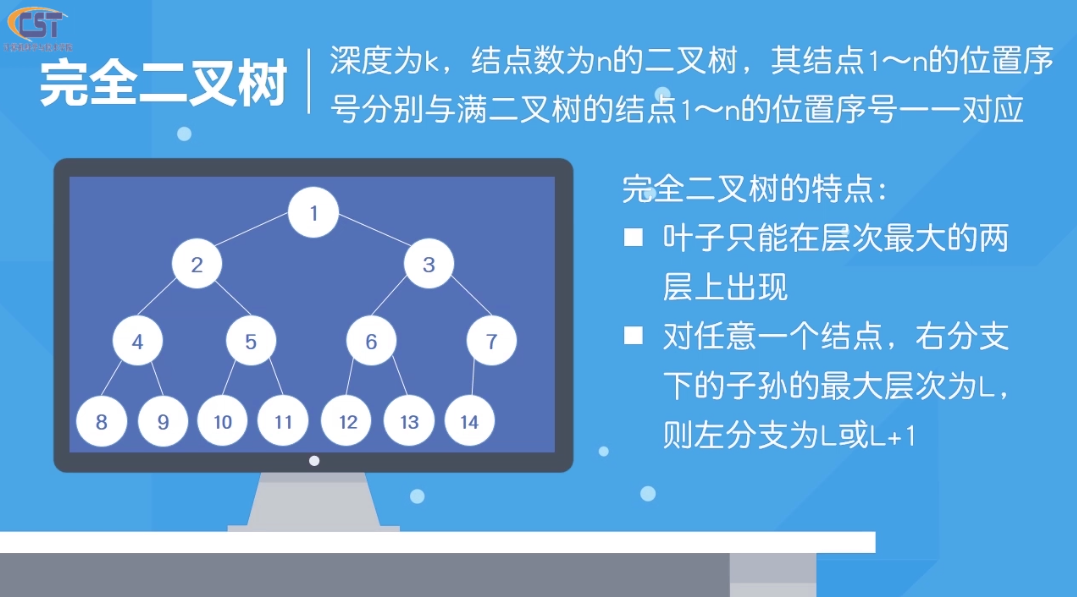 CST
完全二叉树
深度为k，结点数为n的二叉树，其结点1～n的位置序
号分别与满二叉树的结点1～n的位置序号一一对应
完全二叉树的特点：
叶子只能在层次最大的两
层上出现
对任意一个结点，右分支
下的子孙的最大层次为L，
则左分支为L或L+1
1
2
3
4
5
6
7
8
9
10
11
12
13
14